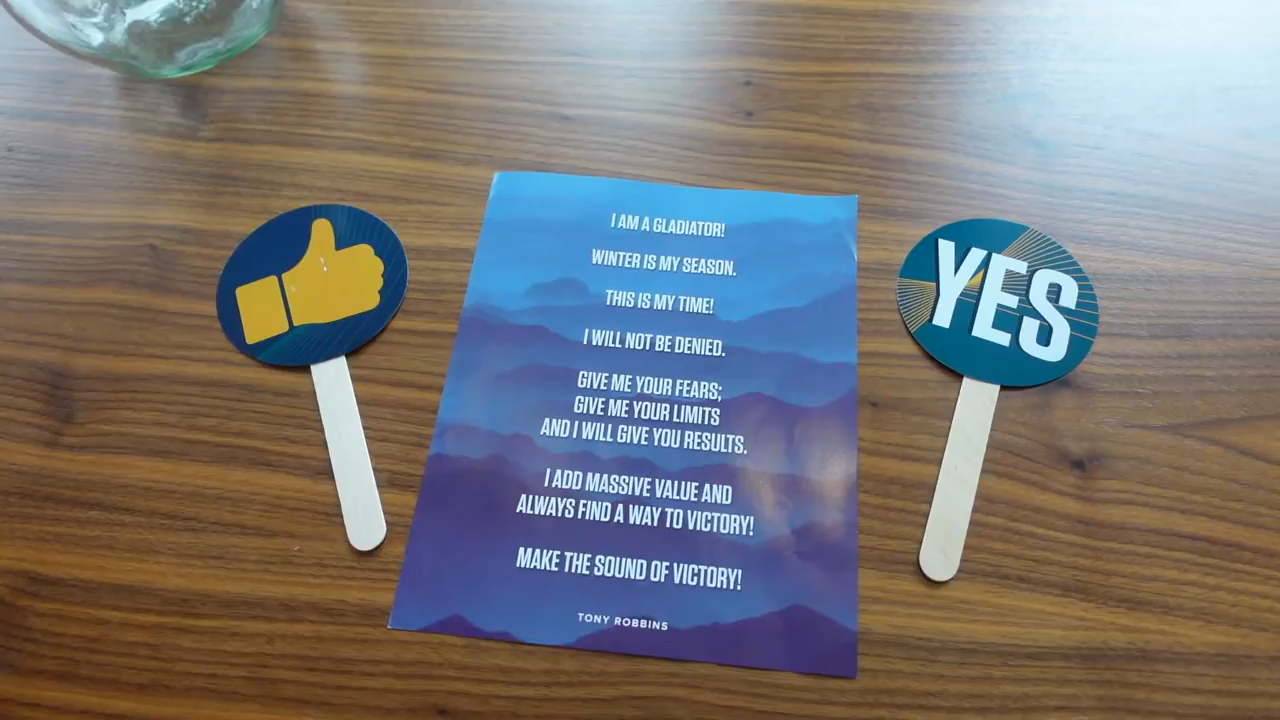 I AM A GLADIATOR!
WINTER IS MY SEASON.
THIS IS MY TIME!
I WILL NOT BE DENIED.
GIVE ME YOUR FEARS;
GIVE ME YOUR LIMITS
AND I WILL GIVE YOU RESULTS.
I ADD MASSIVE VALUE AND
ALWAYS FIND A WAY TO VICTORY!
MAKE THE SOUND OF VICTORY!
TONY ROBBINS
YES